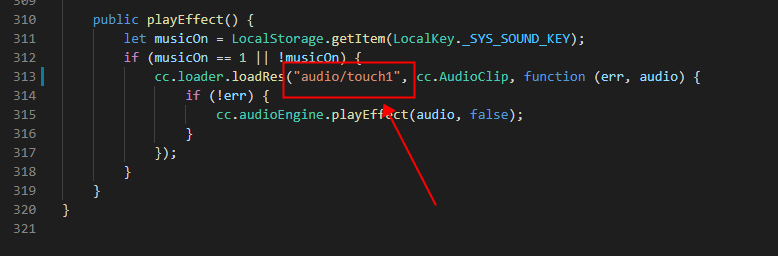 309
310 public playEffect() {
311 let musicOn = LocalStorage.getItem(LocalKey._SYS_SOUND_KEY);
312 if (musicOn == 1 || !musicOn) {
313 cc.loader.loadRes("audio/touch1", cc.AudioClip, function (err, audio) {
314 if (!err) {
315 cc.audioEngine.playEffect(audio, false);
316 }
317 });
318 }
319 }
320 }
321